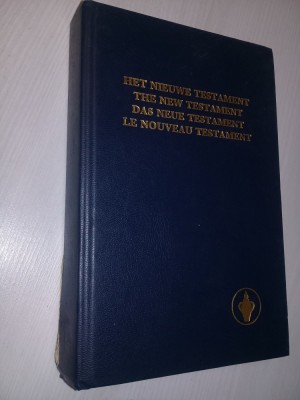 HET NIEUWE TESTAMENT
THE NEW TESTAMENT
DAS NEUE TESTAMENT
LE NOUVEAU TESTAMENT